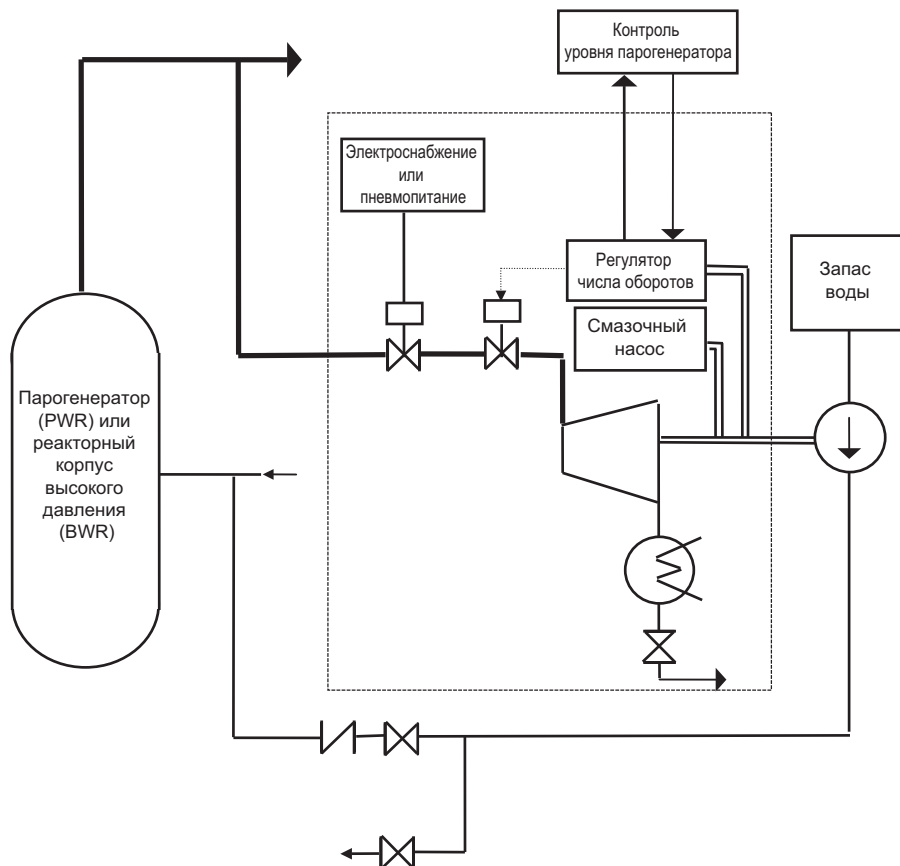 Контроль
уровня парогенератора
Электроснабжение
или
пневмопитание
Регулятор
числа оборотов
Запас
воды
Смазочный
насос
Парогенератор
(PWR) или
реакторный
корпус
высокого
давления
(BWR)